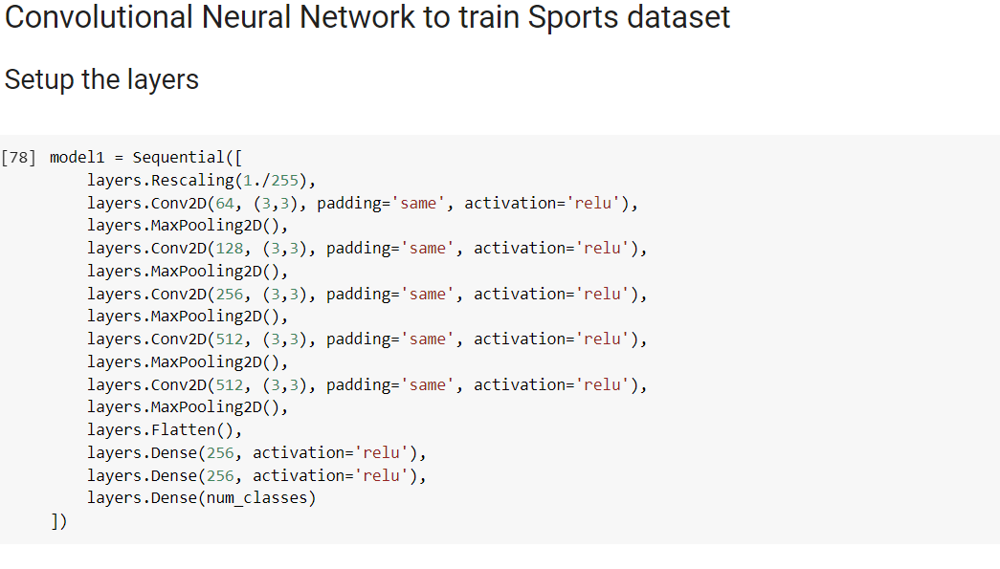 Convolutional Neural Network to train Sports dataset
Setup the layers
[78] model1 = Sequential([
layers.Rescaling(1./255),
layers.Conv2D(64, (3,3), padding='same', activation='relu'),
layers.MaxPooling2D(),
layers.Conv2D(128, (3,3), padding='same', activation='relu'),
layers.MaxPooling2D(),
layers.Conv2D(256, (3,3), padding='same', activation='relu'),
layers.MaxPooling2D(),
layers.Conv2D(512, (3,3), padding='same', activation='relu'),
layers.MaxPooling2D(),
layers.Conv2D(512, (3,3), padding='same', activation='relu'),
layers.MaxPooling2D(),
layers.Flatten(),
layers.Dense(256, activation='relu'),
layers.Dense(256, activation='relu'),
layers.Dense(num_classes)
])